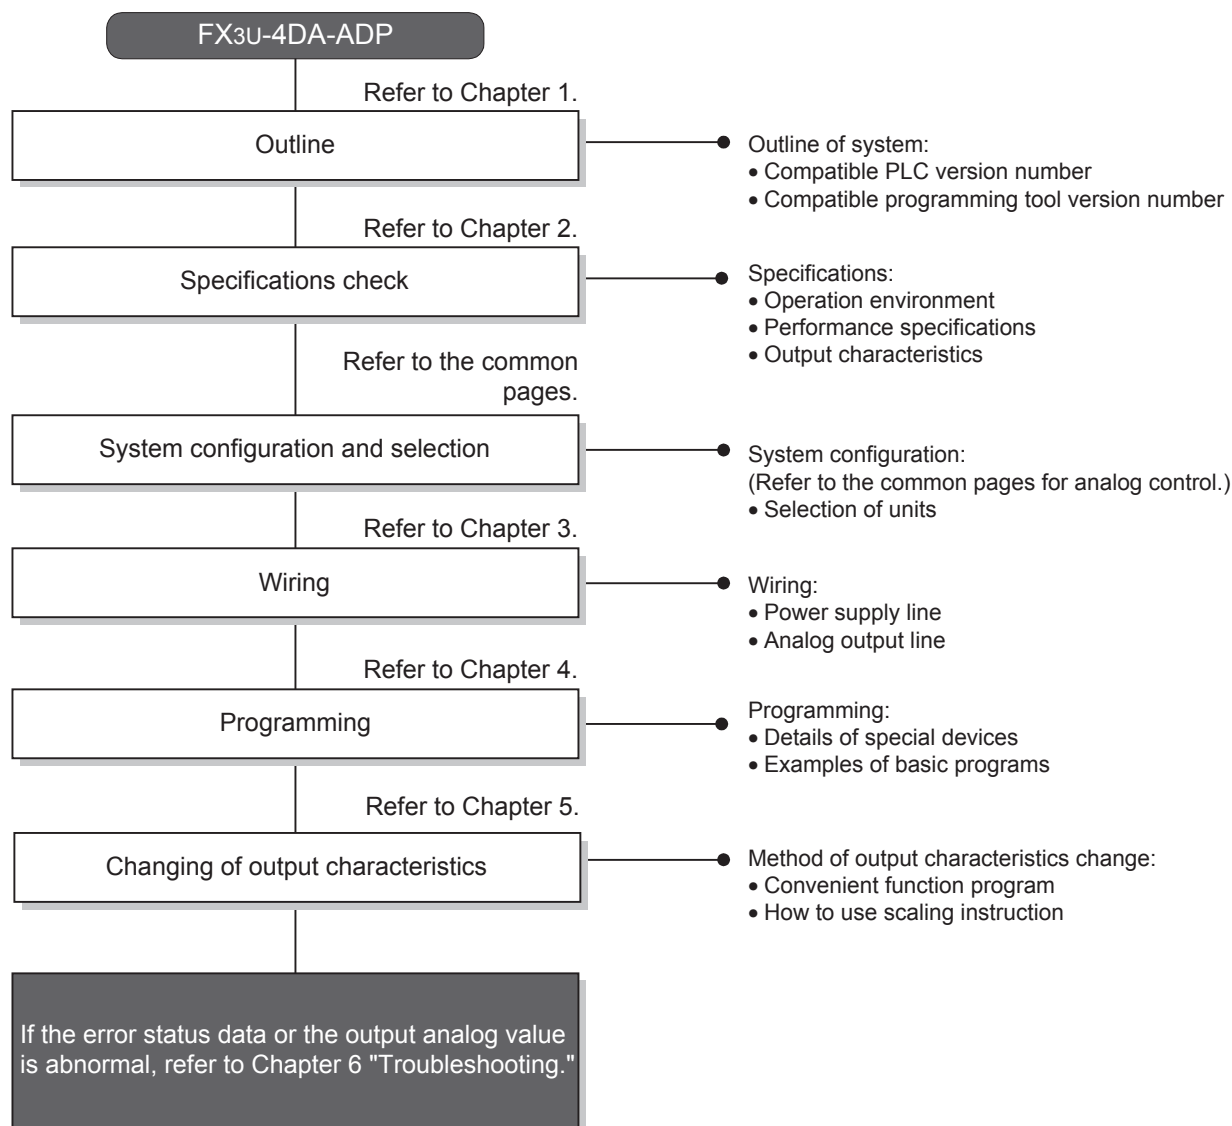 FX3U-4DA-ADP
Refer to Chapter 1.
Outline
Outline of system:
• Compatible PLC version number
• Compatible programming tool version number
Refer to Chapter 2.
Specifications check
Specifications:
• Operation environment
• Performance specifications
• Output characteristics
Refer to the common
pages.
System configuration and selection
System configuration:
(Refer to the common pages for analog control.)
• Selection of units
Refer to Chapter 3.
Wiring
Wiring:
• Power supply line
• Analog output line
Refer to Chapter 4.
Programming
Programming:
• Details of special devices
• Examples of basic programs
Refer to Chapter 5.
Changing of output characteristics
Method of output characteristics change:
• Convenient function program
• How to use scaling instruction
If the error status data or the output analog value
is abnormal, refer to Chapter 6 "Troubleshooting."